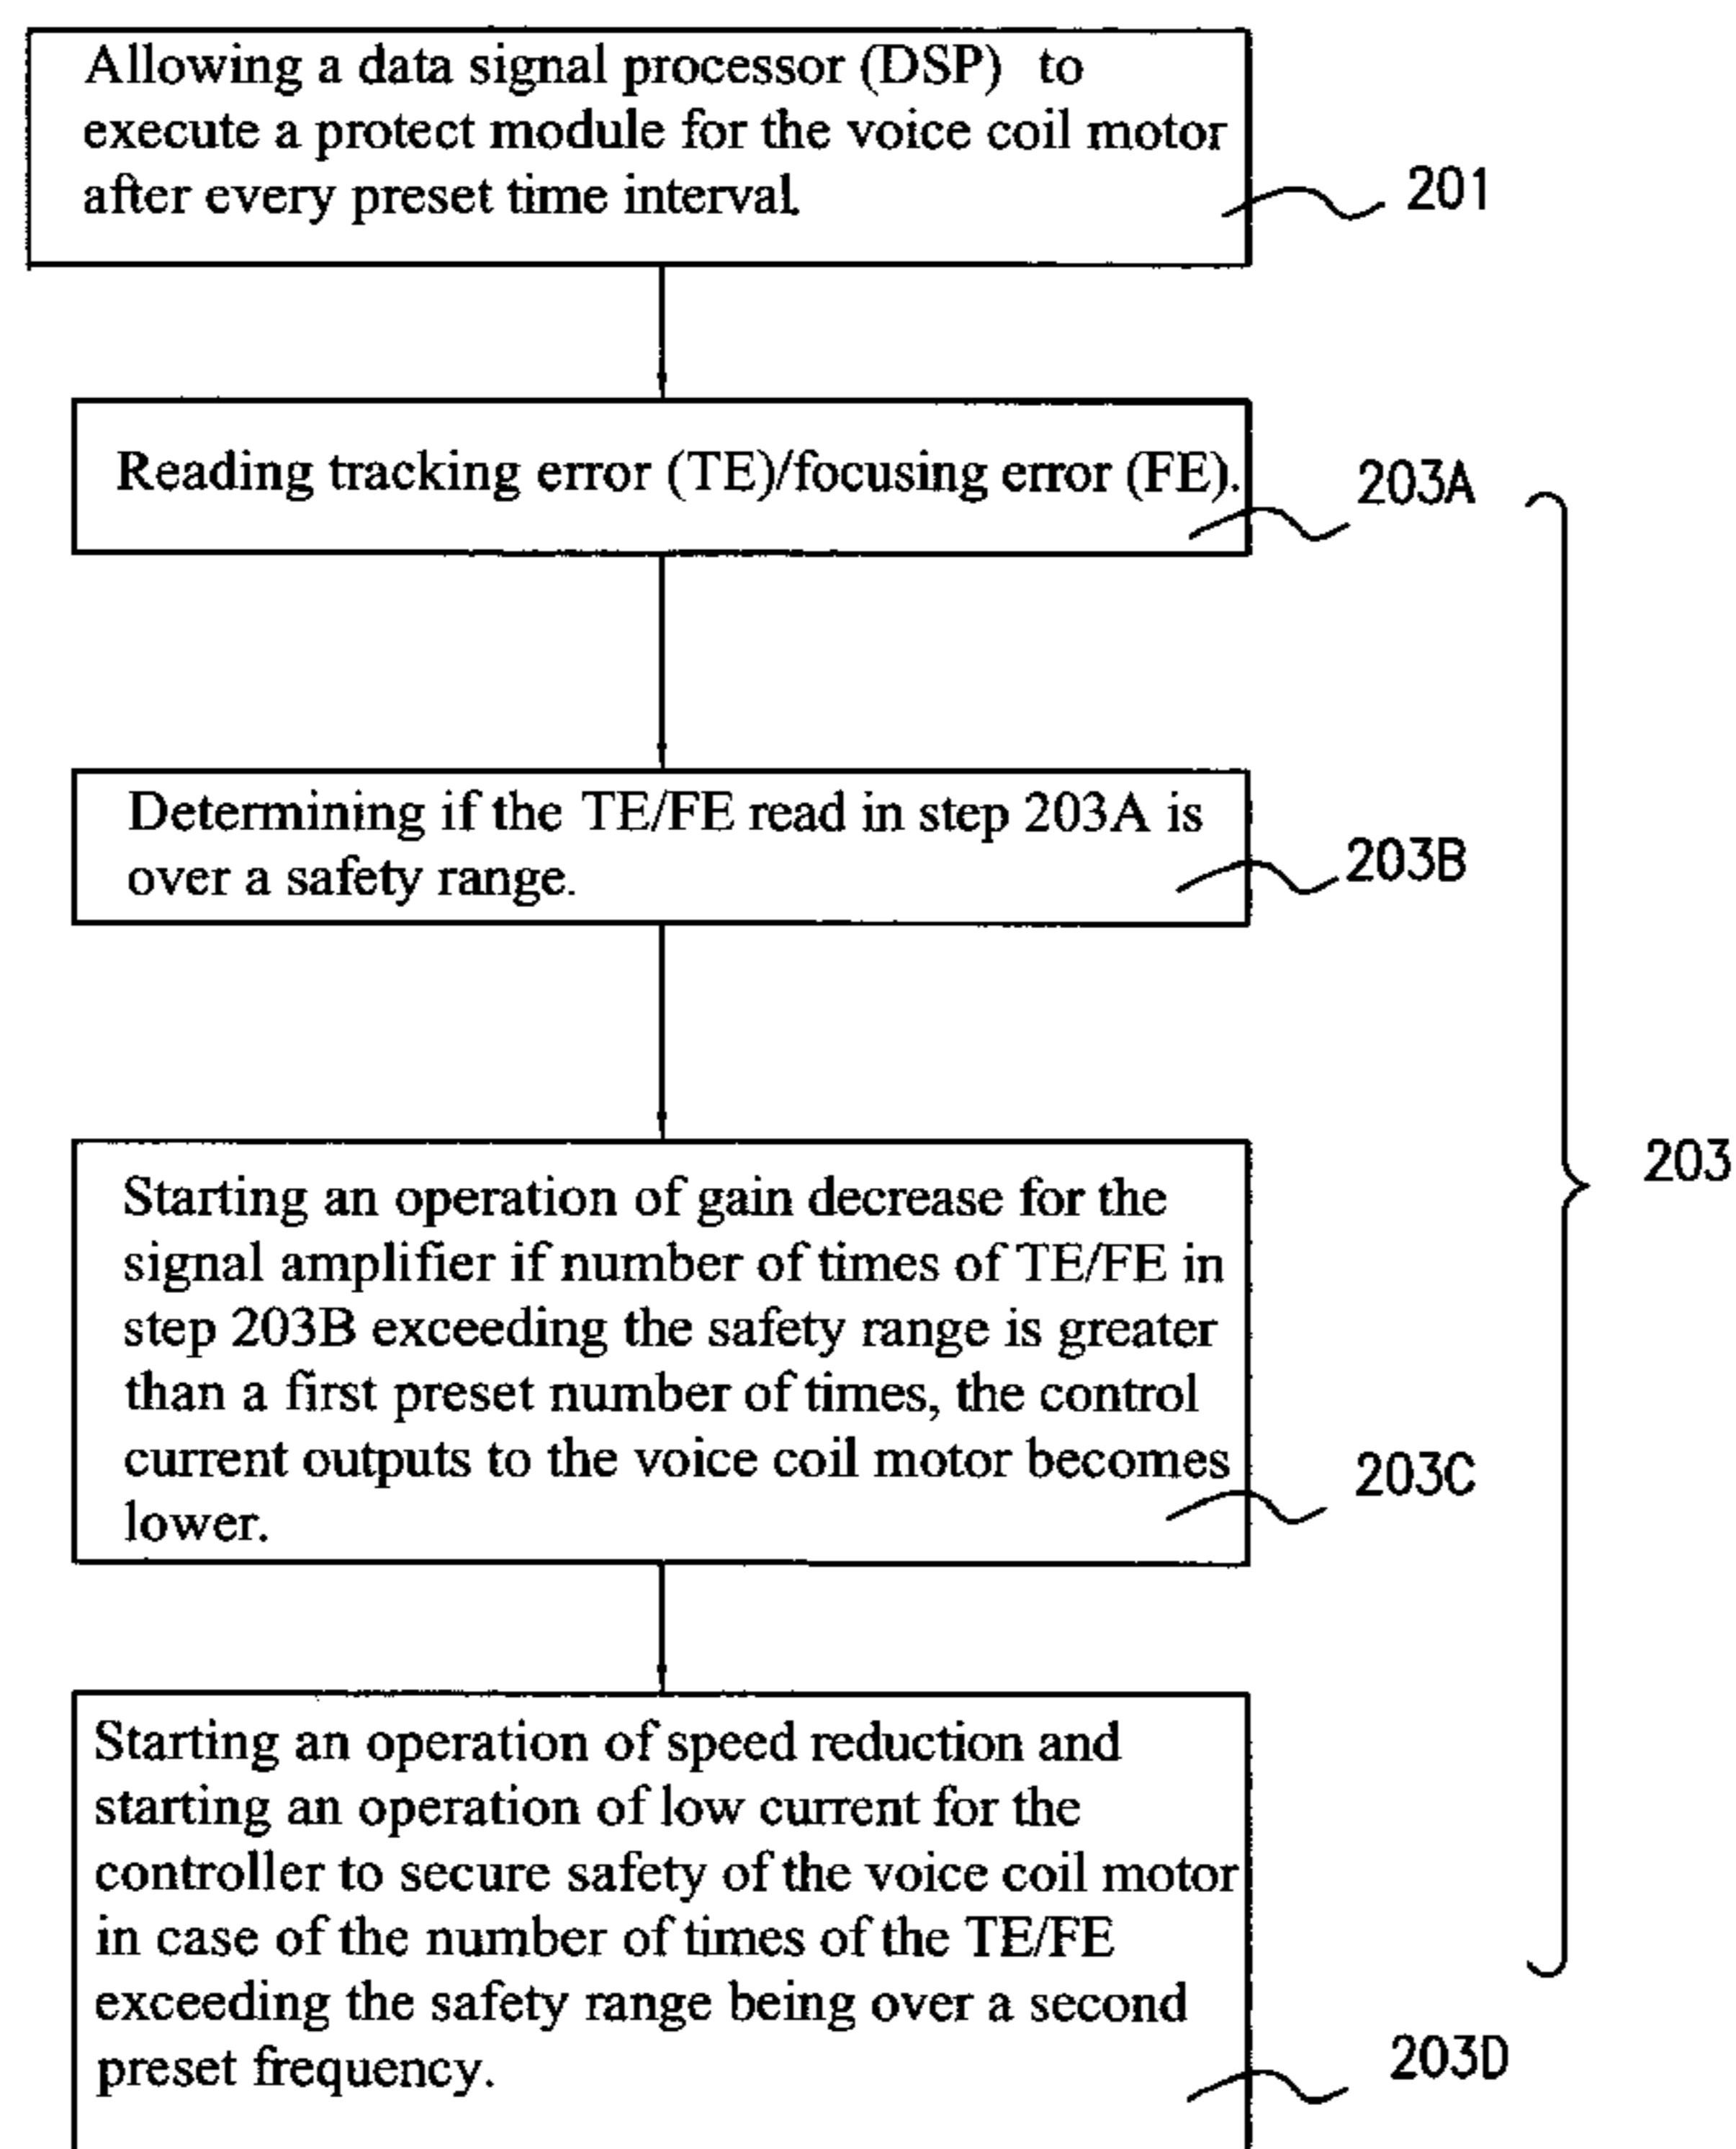 Allowing a data signal processor (DSP) to
execute a protect module for the voice coil motor
after every preset time interval.
201
Reading tracking error (TE)/focusing error (FE).
203A
Determining if the TE/FE read in step 203A is
over a safety range.
203B
203
Starting an operation of gain decrease for the
signal amplifier if number of times of TE/FE in
step 203B exceeding the safety range is greater
than a first preset number of times, the control
current outputs to the voice coil motor becomes
lower.
203C
Starting an operation of speed reduction and
starting an operation of low current for the
controller to secure safety of the voice coil motor
in case of the number of times of the TE/FE
exceeding the safety range being over a second
preset frequency.
203D